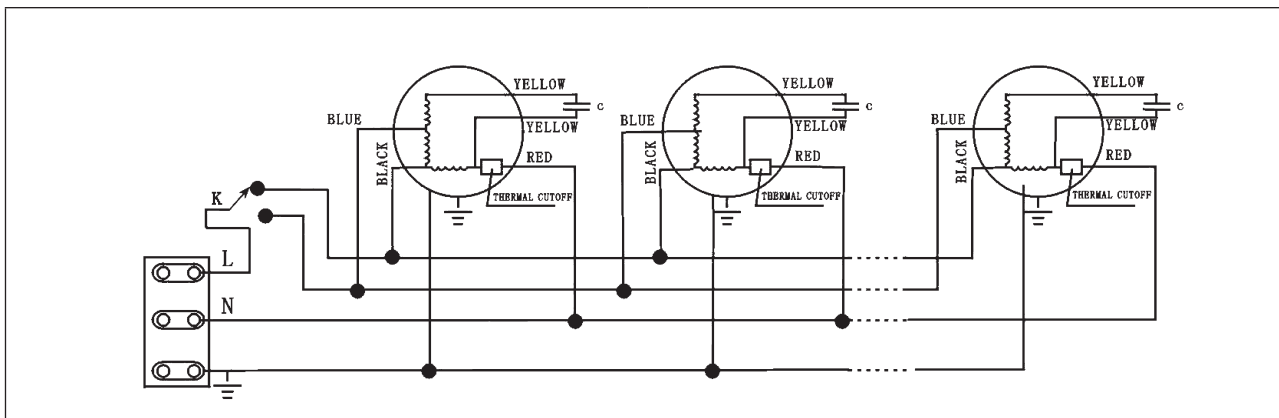 YELLOW
C
YELLOW
BLUE
BLACK
RED
THERMAL CUTOFF
YELLOW
C
YELLOW
BLUE
BLACK
RED
THERMAL CUTOFF
YELLOW
C
YELLOW
BLUE
BLACK
RED
THERMAL CUTOFF
K
L
N